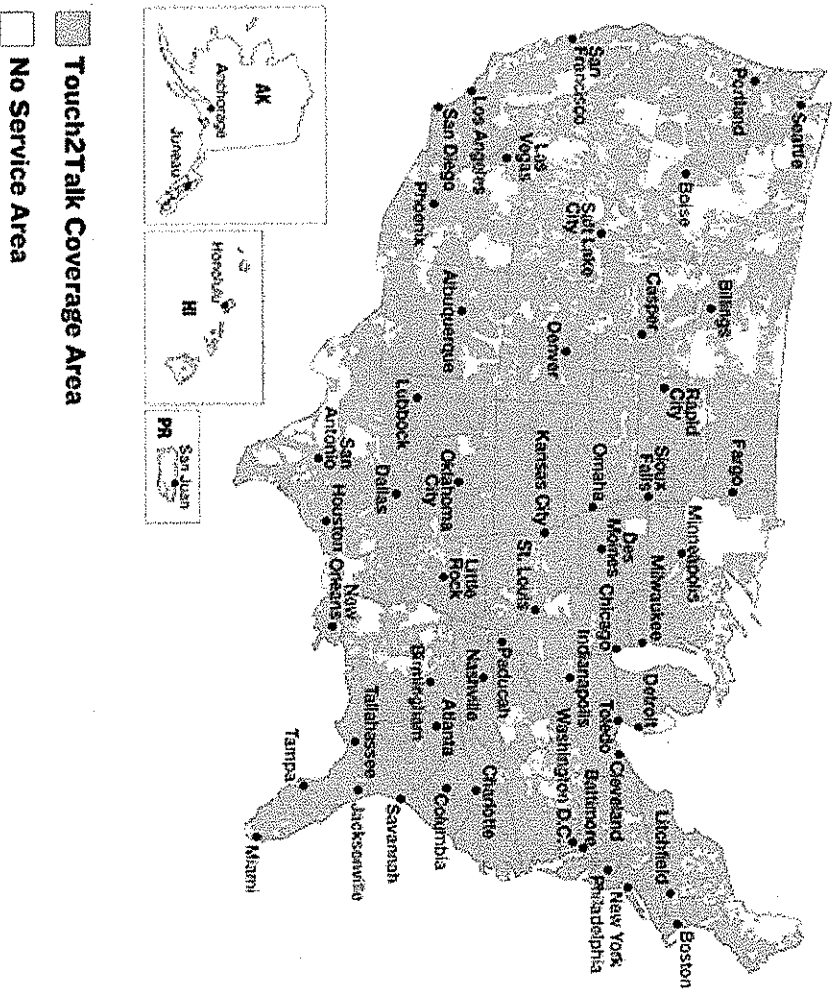 Seattle
Portland
San
Francisco
Los Angeles
San Diego
Las
Vegas
Boise
Salt Lake
City
Phoenix
Billings
Casper
Denver
Albuquerque
Rapid
City
Lubbock
Fargo
Sioux
Falls
Omaha
Kansas City
Oklahoma
City
Dallas
San
Antonio
Houston
Minneapolis
Des
Moines
St. Louis
Little
Rock
New
Orleans
Milwaukee
Chicago
Indianapolis
Paducah
Nashville
Birmingham
Detroit
Toledo
Cleveland
Atlanta
Tallahassee
Tampa
Charlotte
Columbia
Savannah
Jacksonville
Miami
Washington D.C.
Baltimore
Philadelphia
New York
Litchfield
Boston
AK
Anchorage
Juneau
HI
Honolulu
PR
San Juan
Touch2Talk Coverage Area
No Service Area